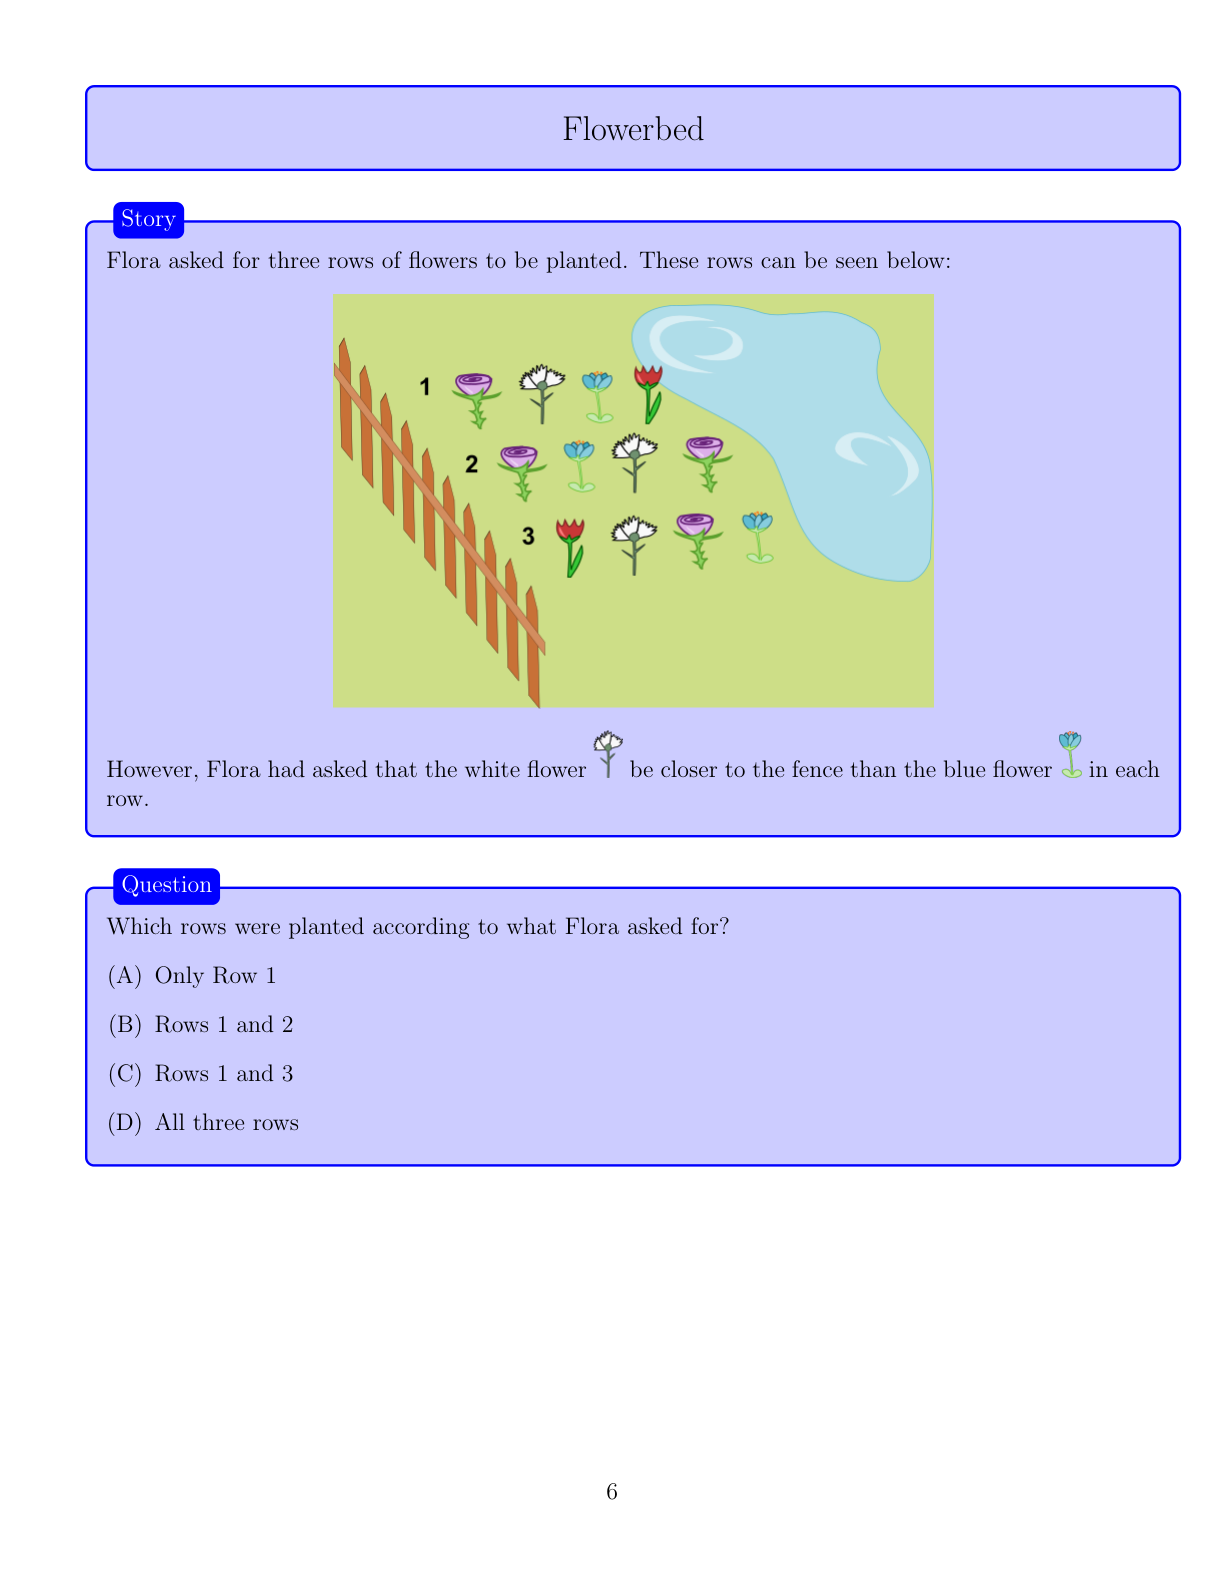 Flowerbed
Story
Flora asked for three rows of flowers to be planted. These rows can be seen below:
1
2
3
However, Flora had asked that the white flower be closer to the fence than the blue flower in each
row.
Question
Which rows were planted according to what Flora asked for?
(A) Only Row 1
(B) Rows 1 and 2
(C) Rows 1 and 3
(D) All three rows
6